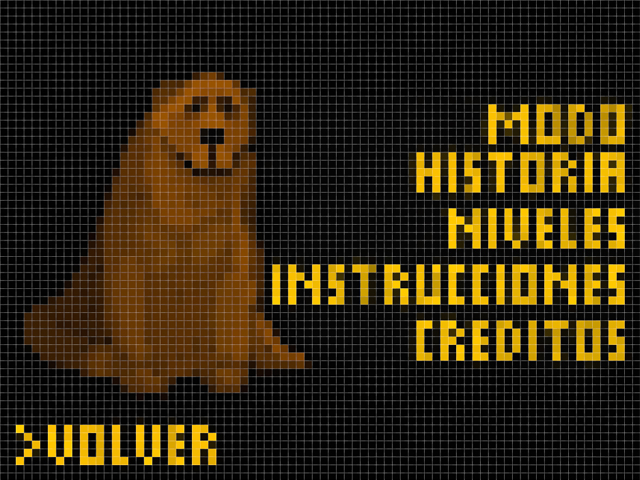 MODO
HISTORIA
NIVELES
INSTRUCCIONES
CREDITOS
>VOLVER